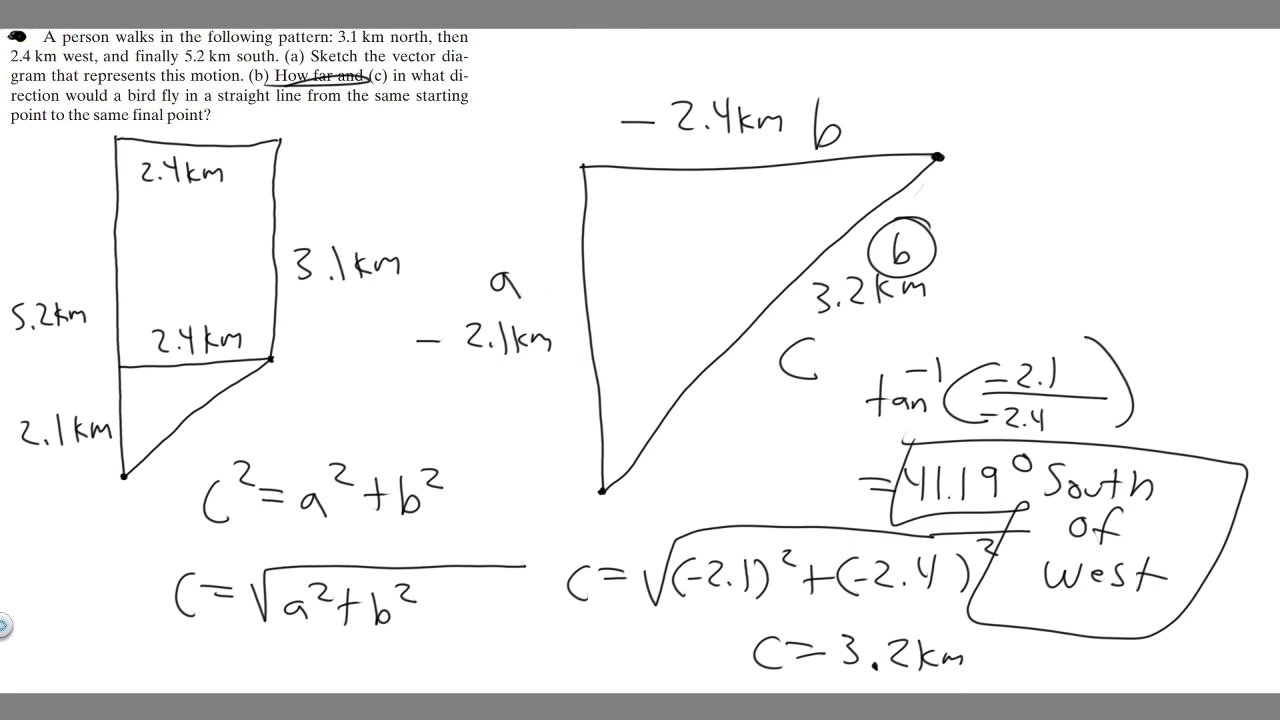 A person walks in the following pattern: 3.1 km north, then
2.4 km west, and finally 5.2 km south. (a) Sketch the vector dia-
gram that represents this motion. (b) How far and (c) in what di-
rection would a bird fly in a straight line from the same starting
point to the same final point?
2.4km
3.1km
5.2km
2.4km
2.1km
C²=a²+b²
C=√a²+b²
-2.4km b
a
-2.1km
b
3.2km
C
tan⁻¹(-2.1/-2.4)
=41.19° South
of
west
C=√(-2.1)²+(-2.4)²
C=3.2km